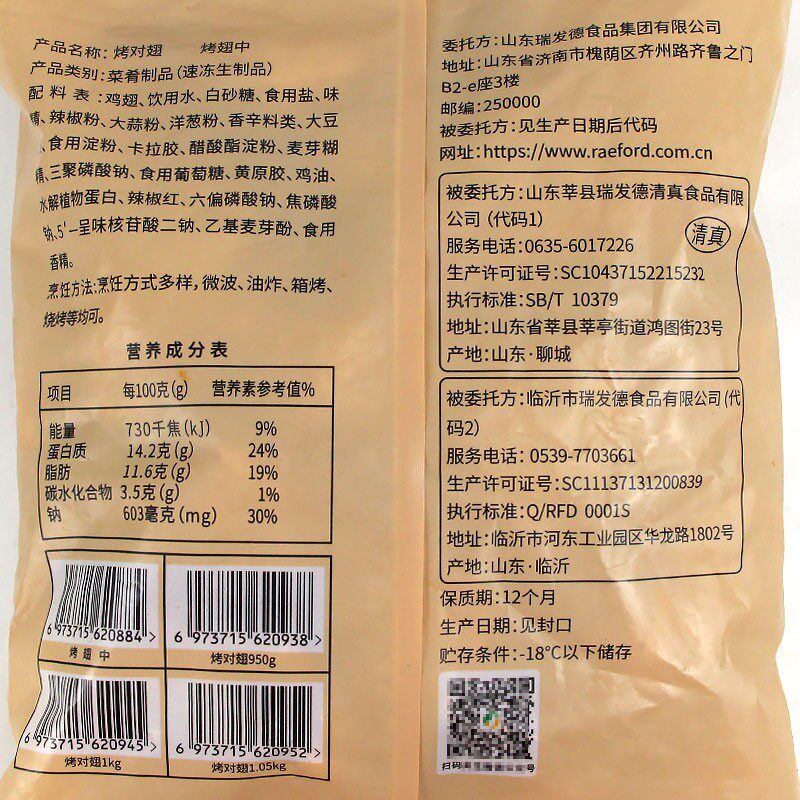 产品名称: 烤对翅 烤翅中
产品类别: 菜肴制品(速冻生制品)
配料表: 鸡翅、饮用水、白砂糖、食用盐、味
精、辣椒粉、大蒜粉、洋葱粉、香辛料类、大豆
、食用淀粉、卡拉胶、醋酸酯淀粉、麦芽糊
精、三聚磷酸钠、食用葡萄糖、黄原胶、鸡油、
水解植物蛋白、辣椒红、六偏磷酸钠、焦磷酸
钠、5'—呈味核苷酸二钠、乙基麦芽酚、食用
香精。
烹饪方法:烹饪方式多样，微波、油炸、箱烤、
烧烤等均可。
营养成分表
项目 每100克(g) 营养素参考值%
能量 730千焦(kJ) 9%
蛋白质 14.2克(g) 24%
脂肪 11.6克(g) 19%
碳水化合物 3.5克(g) 1%
钠 603毫克(mg) 30%
6 973715 620884 >
烤翅中
6 973715 620938 >
烤对翅950g
6 973715 620945 >
烤对翅1kg
6 973715 620952 >
烤对翅1.05kg
委托方: 山东瑞发德食品集团有限公司
地址: 山东省济南市槐荫区齐州路齐鲁之门
B2-e座3楼
邮编: 250000
被委托方: 见生产日期后代码
网址: https://www.raeford.com.cn
被委托方: 山东莘县瑞发德清真食品有限
公司 (代码1)
清真
服务电话: 0635-6017226
生产许可证号: SC10437152215232
执行标准: SB/T 10379
地址: 山东省莘县莘亭街道鸿图街23号
产地: 山东·聊城
被委托方: 临沂市瑞发德食品有限公司 (代
码2)
服务电话: 0539-7703661
生产许可证号: SC11137131200839
执行标准: Q/RFD 0001S
地址: 临沂市河东工业园区华龙路1802号
产地: 山东·临沂
保质期: 12个月
生产日期: 见封口
贮存条件: -18℃以下储存
扫码